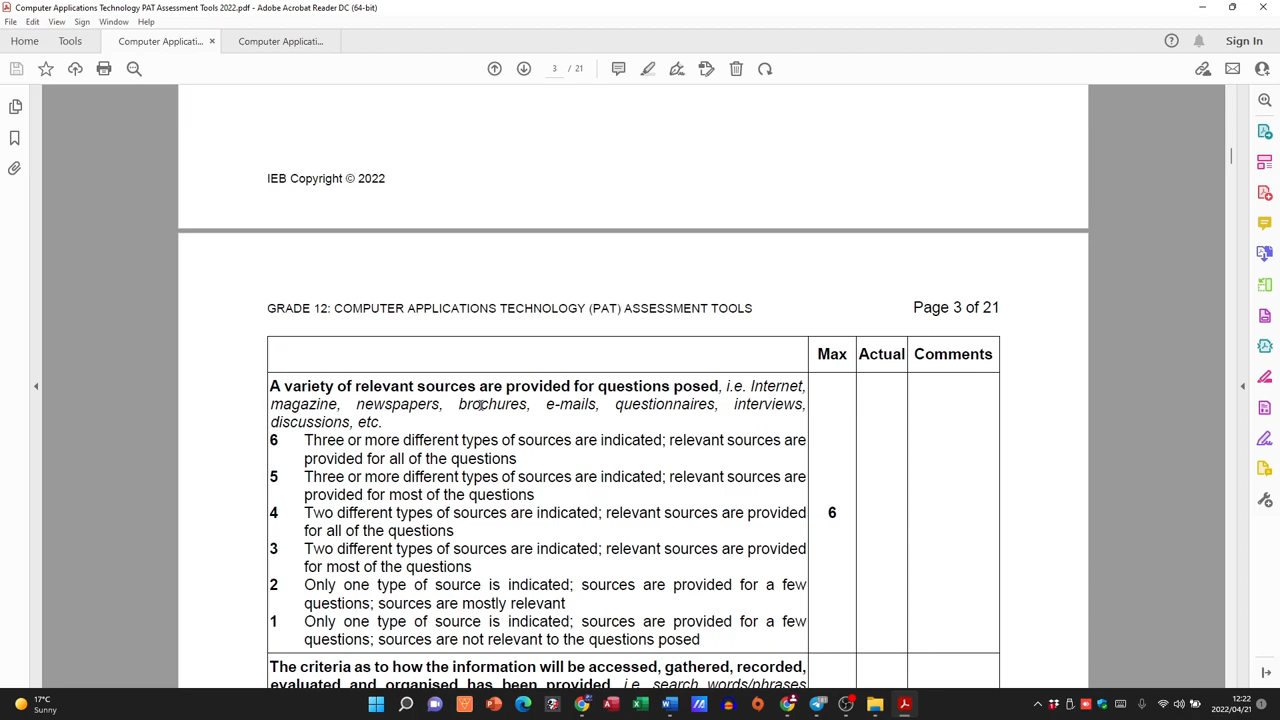 Computer Applications Technology PAT Assessment Tools 2022.pdf - Adobe Acrobat Reader DC (64-bit)
File Edit View Sign Window Help
Home Tools Computer Applicati... × Computer Applicati... Sign In
3 / 21
IEB Copyright © 2022
GRADE 12: COMPUTER APPLICATIONS TECHNOLOGY (PAT) ASSESSMENT TOOLS Page 3 of 21
Max Actual Comments
A variety of relevant sources are provided for questions posed, i.e. Internet,
magazine, newspapers, brochures, e-mails, questionnaires, interviews,
discussions, etc.
6 Three or more different types of sources are indicated; relevant sources are
provided for all of the questions
5 Three or more different types of sources are indicated; relevant sources are
provided for most of the questions
4 Two different types of sources are indicated; relevant sources are provided 6
for all of the questions
3 Two different types of sources are indicated; relevant sources are provided
for most of the questions
2 Only one type of source is indicated; sources are provided for a few
questions; sources are mostly relevant
1 Only one type of source is indicated; sources are provided for a few
questions; sources are not relevant to the questions posed
The criteria as to how the information will be accessed, gathered, recorded,
evaluated and organised has been provided, i.e. search words/phrases
17°C
Sunny
12:22
2022/04/21